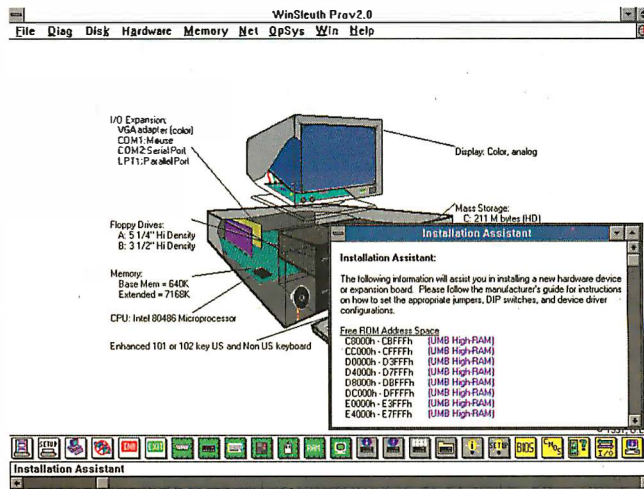 WinSleuth Prov2.0
File Diag Disk Hardware Memory Net OpSys Win Help
I/O Expansion:
VGA adapter (color)
COM1: Mouse
COM2: Serial Port
LPT1: Parallel Port
Display: Color, analog
Mass Storage:
C: 211 M bytes (HD)
Floppy Drives:
A: 5 1/4" Hi Density
B: 3 1/2" Hi Density
Memory:
Base Mem = 640K
Extended = 7168K
CPU: Intel 80486 Microprocessor
Enhanced 101 or 102 key US and Non US keyboard
Installation Assistant
Installation Assistant:
The following information will assist you in installing a new hardware device
or expansion board. Please follow the manufacturer's guide for instructions
on how to set the appropriate jumpers, DIP switches, and device driver
configurations.
Free ROM Address Space
C8000h - CBFFFh (UMB High-RAM)
CC000h - CFFFFh (UMB High-RAM)
D0000h - D3FFFh (UMB High-RAM)
D4000h - D7FFFh (UMB High-RAM)
D8000h - DBFFFh (UMB High-RAM)
DC000h - DFFFFh (UMB High-RAM)
E0000h - E3FFFh (UMB High-RAM)
E4000h - E7FFFh (UMB High-RAM)
SETUP IND EXIT RAM SETUP BIOS CMOS I/O
Installation Assistant